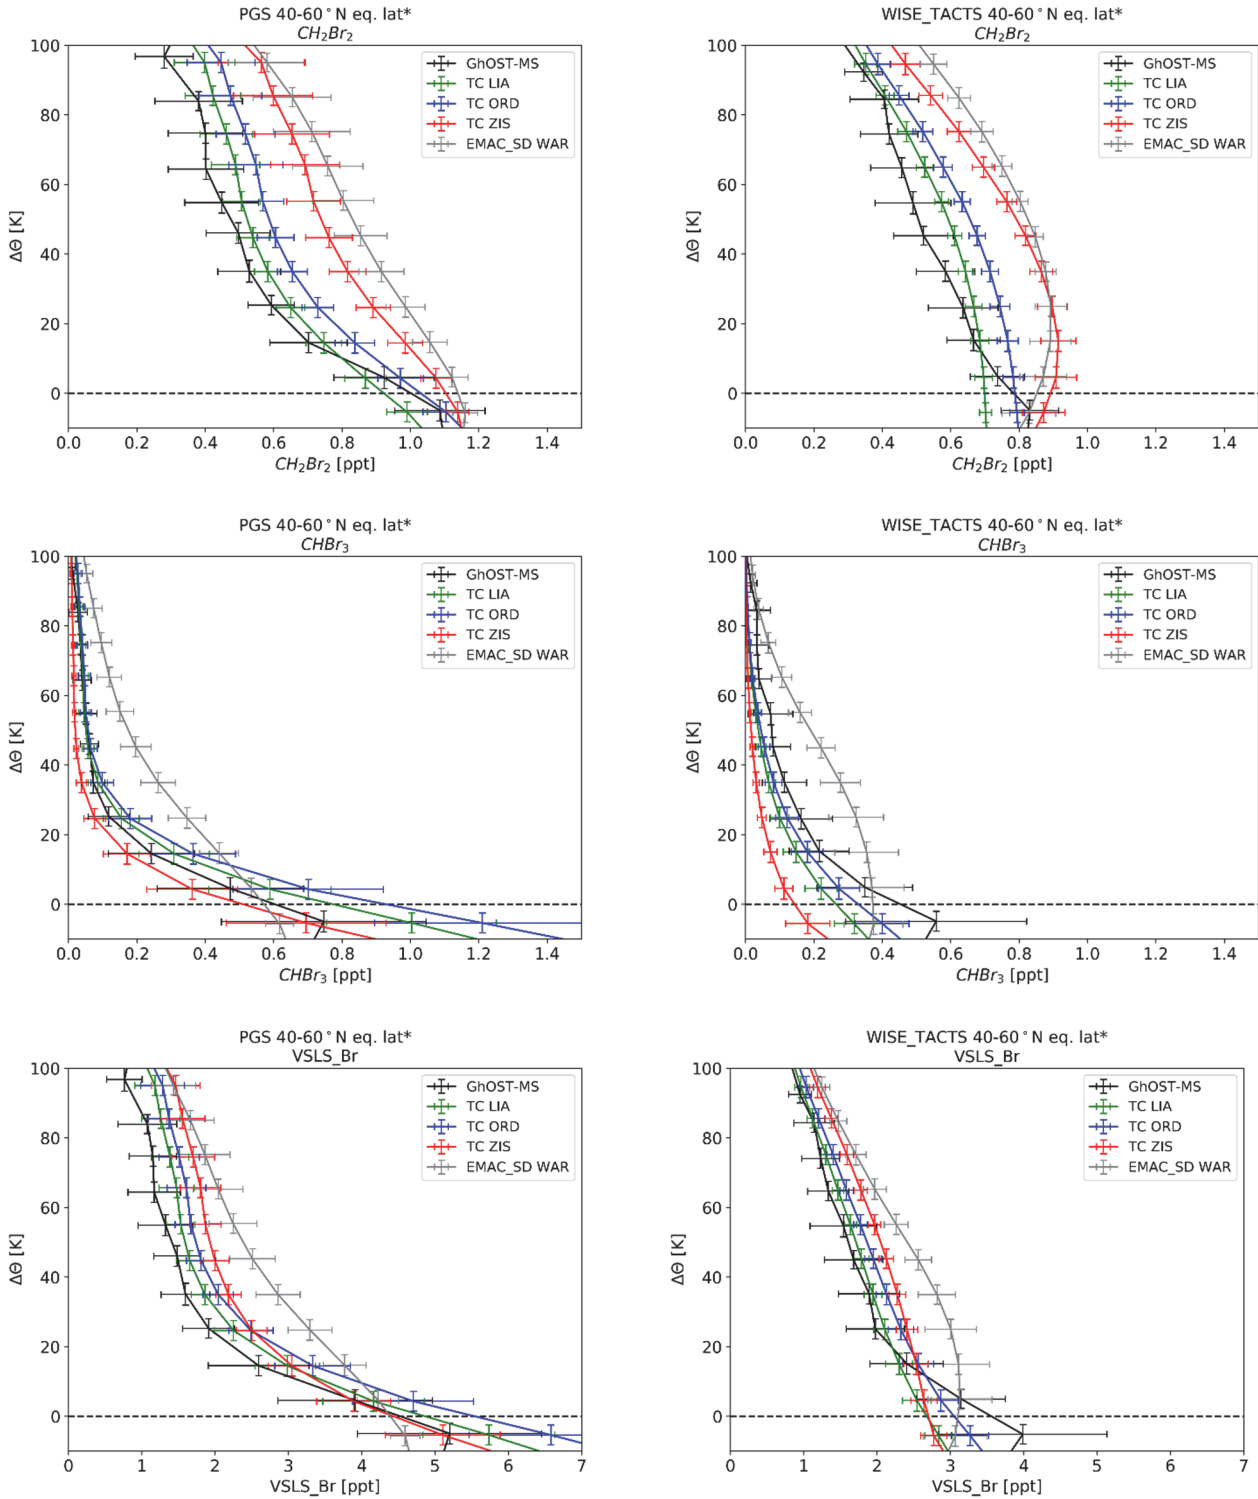 PGS 40-60°N eq. lat*
CH₂Br₂
100
80
60
40
20
0
ΔΘ [K]
GhOST-MS
TC LIA
TC ORD
TC ZIS
EMAC_SD WAR
0.0 0.2 0.4 0.6 0.8 1.0 1.2 1.4
CH₂Br₂ [ppt]
WISE_TACTS 40-60°N eq. lat*
CH₂Br₂
100
80
60
40
20
0
ΔΘ [K]
GhOST-MS
TC LIA
TC ORD
TC ZIS
EMAC_SD WAR
0.0 0.2 0.4 0.6 0.8 1.0 1.2 1.4
CH₂Br₂ [ppt]
PGS 40-60°N eq. lat*
CHBr₃
100
80
60
40
20
0
ΔΘ [K]
GhOST-MS
TC LIA
TC ORD
TC ZIS
EMAC_SD WAR
0.0 0.2 0.4 0.6 0.8 1.0 1.2 1.4
CHBr₃ [ppt]
WISE_TACTS 40-60°N eq. lat*
CHBr₃
100
80
60
40
20
0
ΔΘ [K]
GhOST-MS
TC LIA
TC ORD
TC ZIS
EMAC_SD WAR
0.0 0.2 0.4 0.6 0.8 1.0 1.2 1.4
CHBr₃ [ppt]
PGS 40-60°N eq. lat*
VSLS_Br
100
80
60
40
20
0
ΔΘ [K]
GhOST-MS
TC LIA
TC ORD
TC ZIS
EMAC_SD WAR
0 1 2 3 4 5 6 7
VSLS_Br [ppt]
WISE_TACTS 40-60°N eq. lat*
VSLS_Br
100
80
60
40
20
0
ΔΘ [K]
GhOST-MS
TC LIA
TC ORD
TC ZIS
EMAC_SD WAR
0 1 2 3 4 5 6 7
VSLS_Br [ppt]